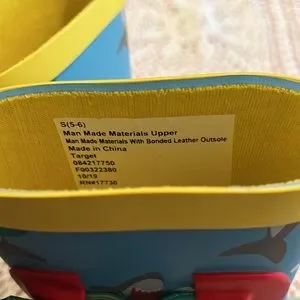 S(5-6)
Man Made Materials Upper
Man Made Materials With Bonded Leather Outsole
Made in China
Target
084217750
F00322380
10/19
RN#17730